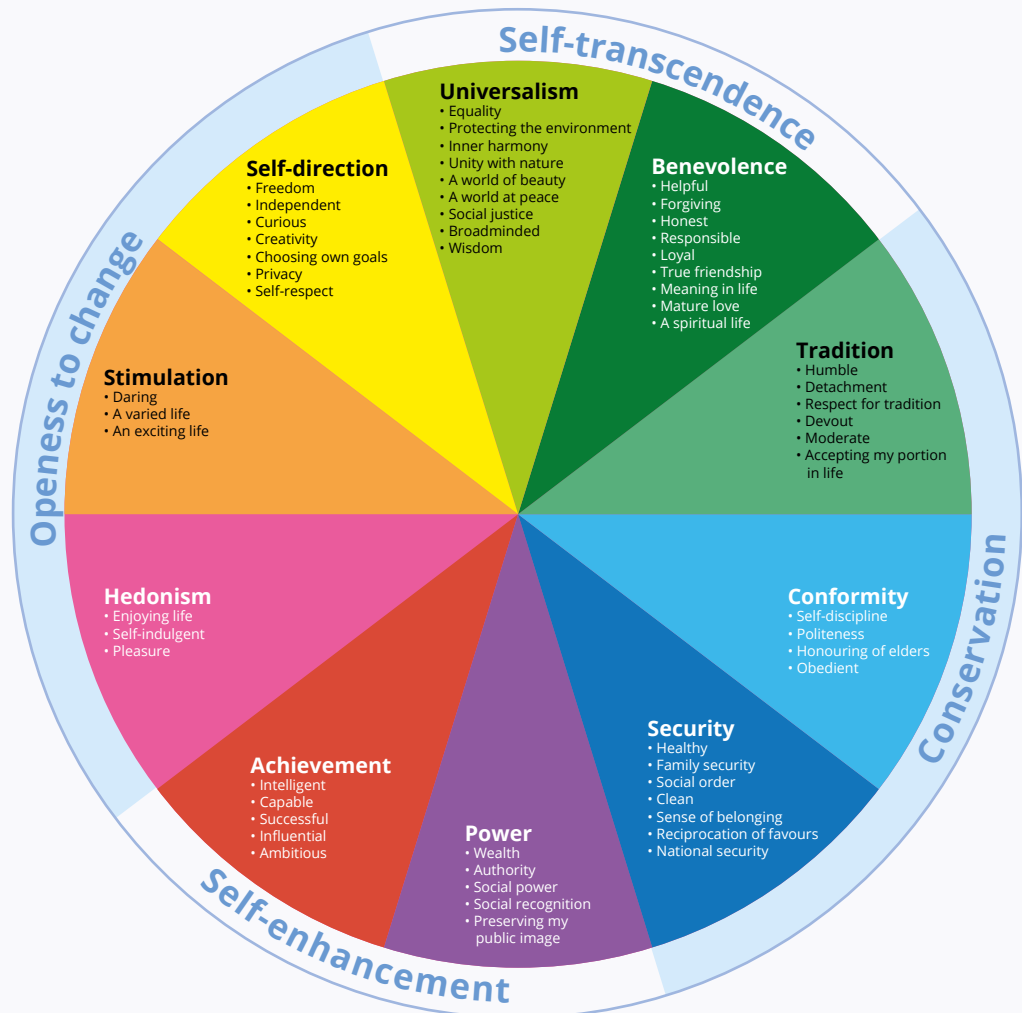 Self-transcendence
Universalism
• Equality
• Protecting the environment
• Inner harmony
• Unity with nature
• A world of beauty
• A world at peace
• Social justice
• Broadminded
• Wisdom
Benevolence
• Helpful
• Forgiving
• Honest
• Responsible
• Loyal
• True friendship
• Meaning in life
• Mature love
• A spiritual life
Conservation
Tradition
• Humble
• Detachment
• Respect for tradition
• Devout
• Moderate
• Accepting my portion
in life
Conformity
• Self-discipline
• Politeness
• Honouring of elders
• Obedient
Security
• Healthy
• Family security
• Social order
• Clean
• Sense of belonging
• Reciprocation of favours
• National security
Self-enhancement
Power
• Wealth
• Authority
• Social power
• Social recognition
• Preserving my
public image
Achievement
• Intelligent
• Capable
• Successful
• Influential
• Ambitious
Openess to change
Hedonism
• Enjoying life
• Self-indulgent
• Pleasure
Stimulation
• Daring
• A varied life
• An exciting life
Self-direction
• Freedom
• Independent
• Curious
• Creativity
• Choosing own goals
• Privacy
• Self-respect